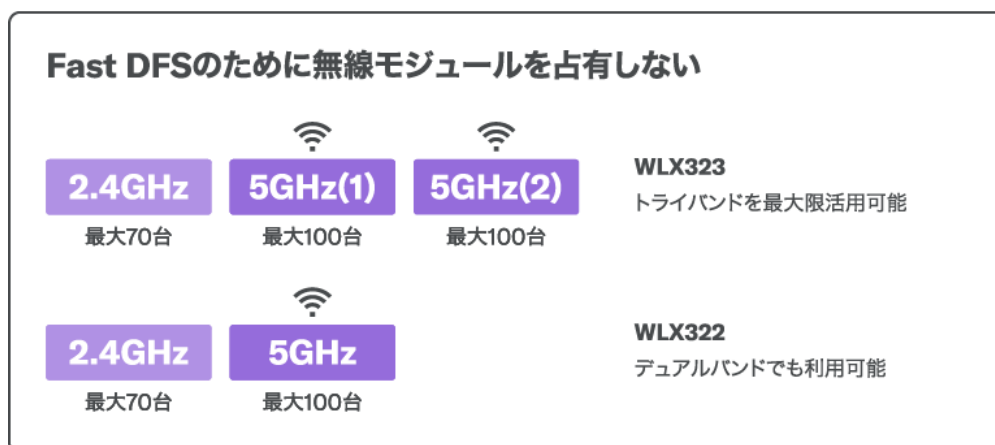 Fast DFSのために無線モジュールを占有しない
2.4GHz
5GHz(1)
5GHz(2)
最大70台
最大100台
最大100台
WLX323
トライバンドを最大限活用可能
2.4GHz
5GHz
最大70台
最大100台
WLX322
デュアルバンドでも利用可能